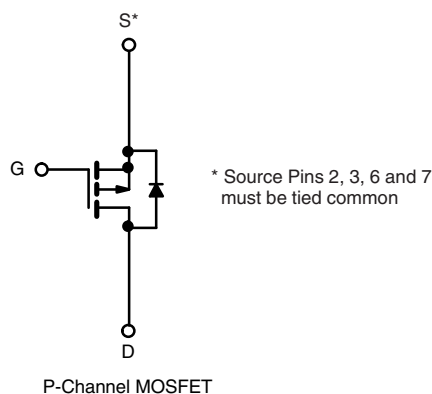 S*
G
* Source Pins 2, 3, 6 and 7
must be tied common
D
P-Channel MOSFET